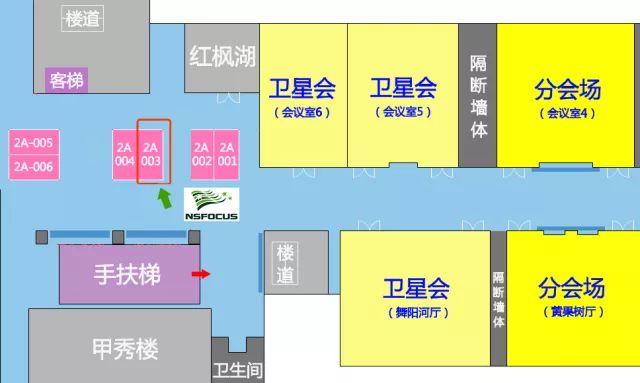 楼道
客梯
红枫湖
卫星会
（会议室6）
卫星会
（会议室5）
隔断墙体
分会场
（会议室4）
2A-005
2A-006
2A
004
2A
003
2A
002
2A
001
NSFOCUS
手扶梯
楼道
卫星会
（舞阳河厅）
隔断墙体
分会场
（黄果树厅）
甲秀楼
卫生间